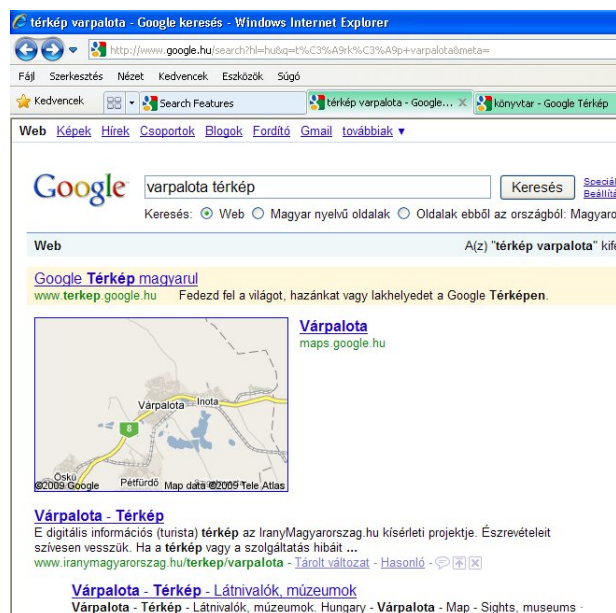 térkép varpalota - Google keresés - Windows Internet Explorer
http://www.google.hu/search?hl=hu&q=t%C3%A9rk%C3%A9p+varpalota&meta=
Fájl Szerkesztés Nézet Kedvencek Eszközök Súgó
Kedvencek Search Features térkép varpalota - Google... könyvtar - Google Térkép
Web Képek Hírek Csoportok Blogok Fordító Gmail továbbiak ▼
Google varpalota térkép Keresés Speciál
Beállítá
Keresés: Web Magyar nyelvű oldalak Oldalak ebből az országból: Magyaro
Web A(z) "térkép varpalota" kife
Google Térkép magyarul
www.terkep.google.hu Fedezd fel a világot, hazánkat vagy lakhelyedet a Google Térképen.
Várpalota
maps.google.hu
Várpalota Inota
8
Öskü Pétfürdő
©2009 Google Map data ©2009 Tele Atlas
Várpalota - Térkép
E digitális információs (turista) térkép az IranyMagyarorszag.hu kísérleti projektje. Észrevételeit
szívesen vesszük. Ha a térkép vagy a szolgáltatás hibáit ...
www.iranymagyarorszag.hu/terkep/varpalota - Tárolt változat - Hasonló -
Várpalota - Térkép - Látnivalók, múzeumok
Várpalota - Térkép - Látnivalók, múzeumok. Hungary - Várpalota - Map - Sights, museums ·